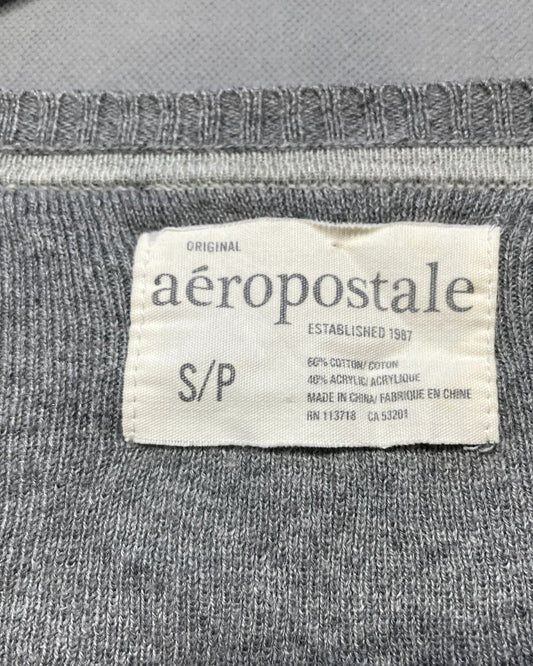 ORIGINAL
aéropostale
ESTABLISHED 1987
S/P
60% COTTON/COTON
40% ACRYLIC/ACRYLIQUE
MADE IN CHINA/ FABRIQUE EN CHINE
RN 113718 CA 53201